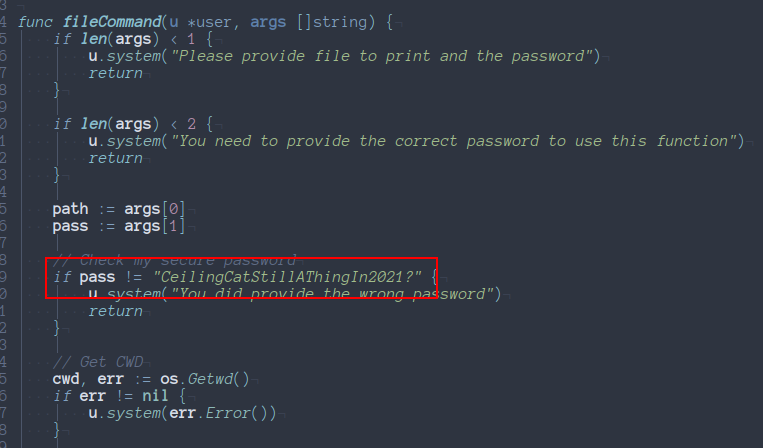 3
4 func fileCommand(u *user, args []string) {
5 if len(args) < 1 {
6 u.system("Please provide file to print and the password")
7 return
8 }
9
0 if len(args) < 2 {
1 u.system("You need to provide the correct password to use this function")
2 return
3 }
4
5 path := args[0]
6 pass := args[1]
7
8 // Check my secure password
9 if pass != "CeilingCatStillAThingIn2021?" {
0 u.system("You did provide the wrong password")
1 return
2 }
3
4 // Get CWD
5 cwd, err := os.Getwd()
6 if err != nil {
7 u.system(err.Error())
8 }
9